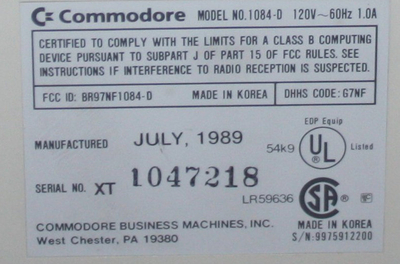 Commodore MODEL NO.1084-D 120V~60Hz 1.0A
CERTIFIED TO COMPLY WITH THE LIMITS FOR A CLASS B COMPUTING
DEVICE PURSUANT TO SUBPART J OF PART 15 OF FCC RULES. SEE
INSTRUCTIONS IF INTERFERENCE TO RADIO RECEPTION IS SUSPECTED.
FCC ID: BR97NF1084-D MADE IN KOREA DHHS CODE: G7NF
EDP Equip
MANUFACTURED JULY, 1989 54k9 UL Listed
SERIAL NO. XT 1047218
LR59636 SA
COMMODORE BUSINESS MACHINES, INC. MADE IN KOREA
West Chester, PA 19380 S/N:9975912200